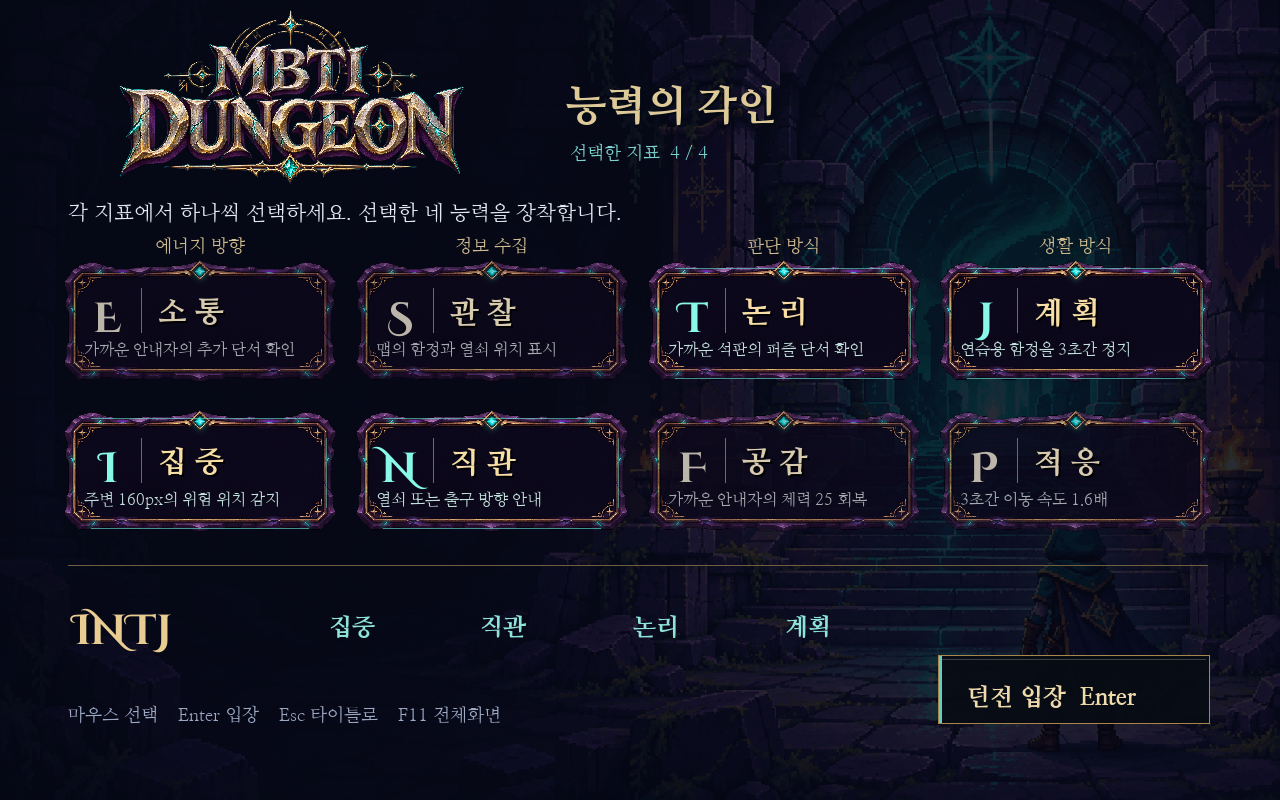 MBTI
DUNGEON
능력의 각인
선택한 지표 4 / 4
각 지표에서 하나씩 선택하세요. 선택한 네 능력을 장착합니다.
에너지 방향
정보 수집
판단 방식
생활 방식
E 소통
가까운 안내자의 추가 단서 확인
S 관찰
맵의 함정과 열쇠 위치 표시
T 논리
가까운 석판의 퍼즐 단서 확인
J 계획
연습용 함정을 3초간 정지
I 집중
주변 160px의 위험 위치 감지
N 직관
열쇠 또는 출구 방향 안내
F 공감
가까운 안내자의 체력 25 회복
P 적응
3초간 이동 속도 1.6배
INTJ 집중 직관 논리 계획
던전 입장 Enter
마우스 선택 Enter 입장 Esc 타이틀로 F11 전체화면